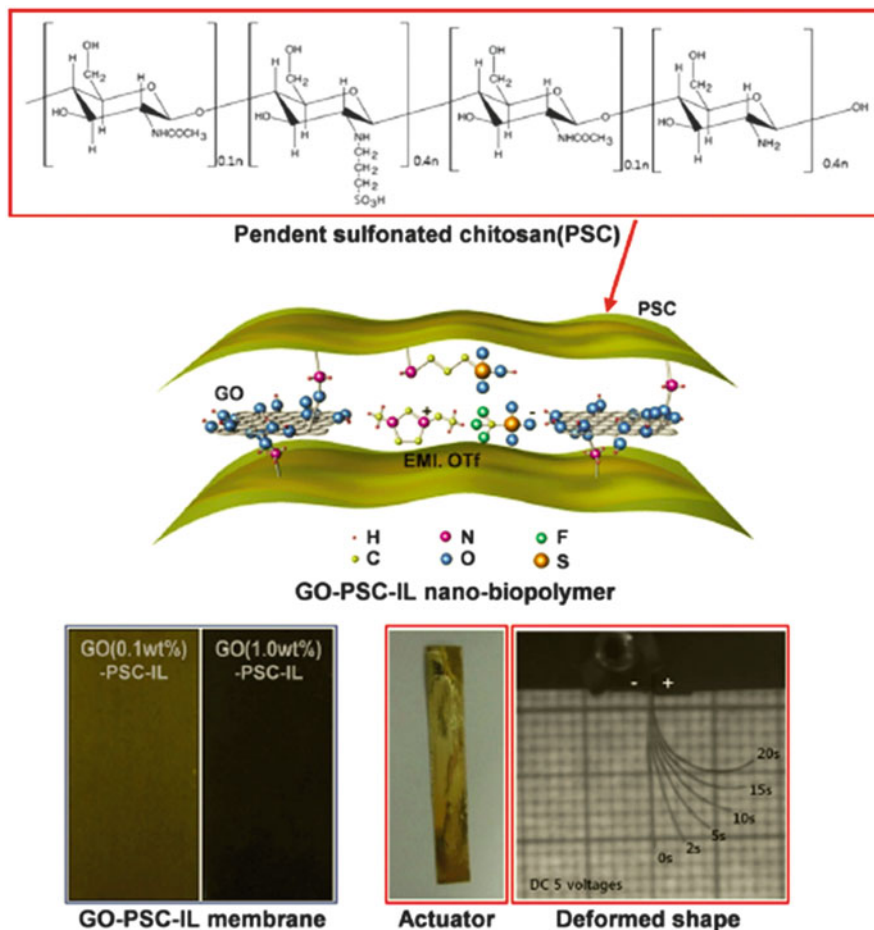 OH
CH2
H
O
H
O
HO
H
H
NHCOCH3
H
0.1n
OH
CH2
H
O
H
HO
H
H
NH
CH2
CH2
CH2
SO3H
H
0.4n
OH
CH2
H
O
H
O
HO
H
H
NHCOCH3
H
0.1n
OH
CH2
H
O
H
HO
H
H
NH2
H
0.4n
OH
Pendent sulfonated chitosan(PSC)
PSC
GO
+
-
EMI. OTf
H N F
C O S
GO-PSC-IL nano-biopolymer
GO(0.1wt%)
-PSC-IL
GO(1.0wt%)
-PSC-IL
- +
20s
15s
10s
5s
2s
0s
DC 5 voltages
GO-PSC-IL membrane
Actuator
Deformed shape